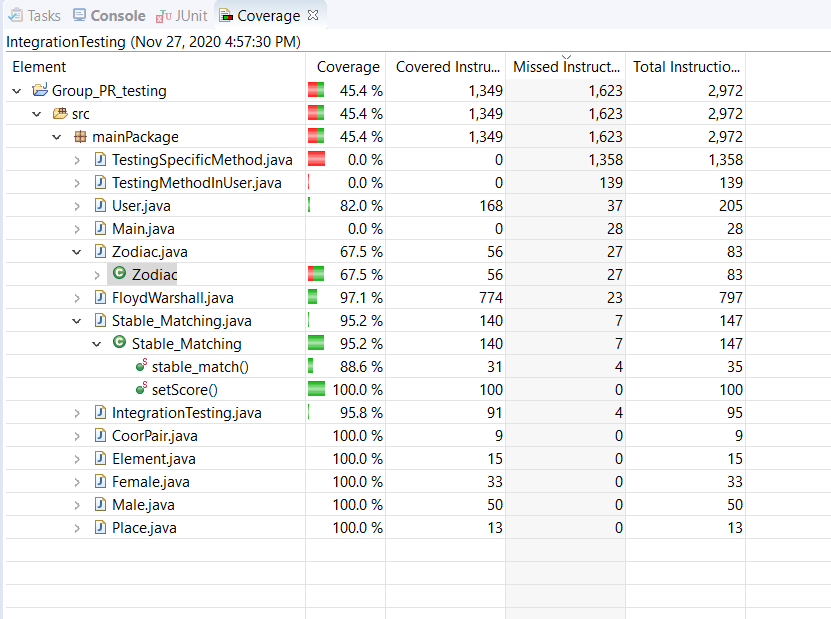 Tasks Console JUnit Coverage
IntegrationTesting (Nov 27, 2020 4:57:30 PM)
Element Coverage Covered Instru... Missed Instruct... Total Instructio...
Group_PR_testing 45.4 % 1,349 1,623 2,972
src 45.4 % 1,349 1,623 2,972
mainPackage 45.4 % 1,349 1,623 2,972
TestingSpecificMethod.java 0.0 % 0 1,358 1,358
TestingMethodInUser.java 0.0 % 0 139 139
User.java 82.0 % 168 37 205
Main.java 0.0 % 0 28 28
Zodiac.java 67.5 % 56 27 83
Zodiac 67.5 % 56 27 83
FloydWarshall.java 97.1 % 774 23 797
Stable_Matching.java 95.2 % 140 7 147
Stable_Matching 95.2 % 140 7 147
stable_match() 88.6 % 31 4 35
setScore() 100.0 % 100 0 100
IntegrationTesting.java 95.8 % 91 4 95
CoorPair.java 100.0 % 9 0 9
Element.java 100.0 % 15 0 15
Female.java 100.0 % 33 0 33
Male.java 100.0 % 50 0 50
Place.java 100.0 % 13 0 13